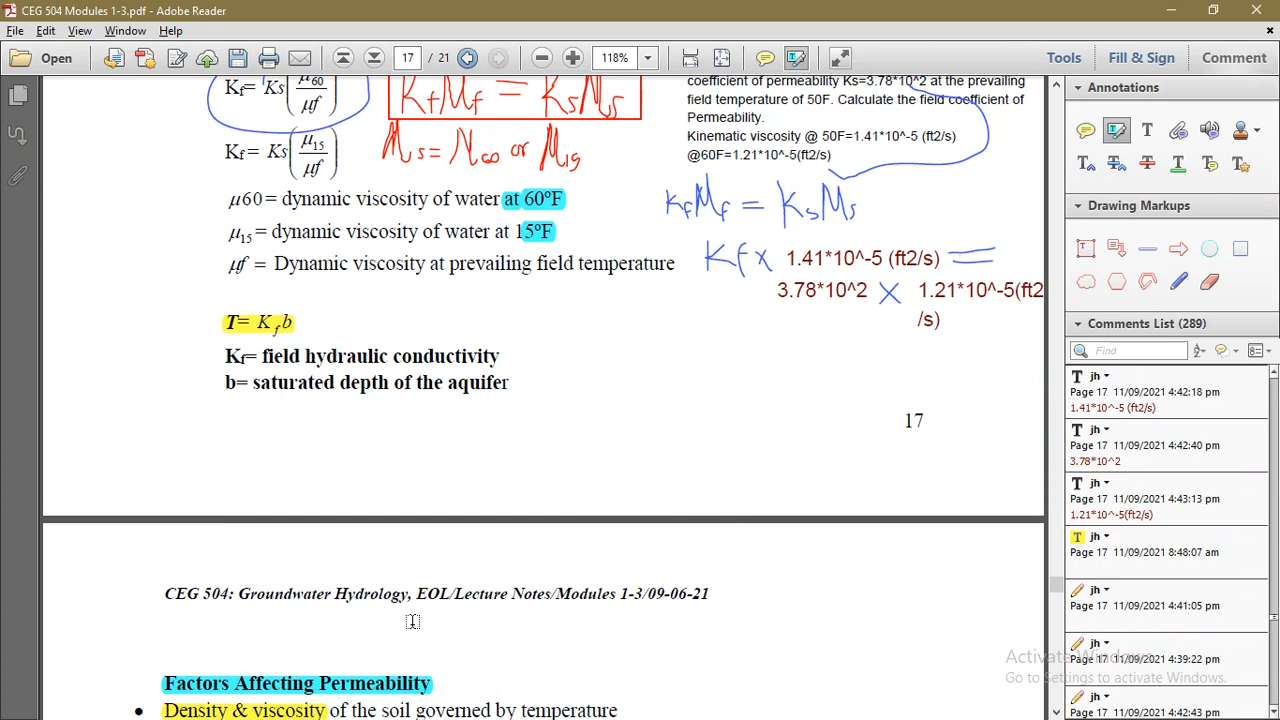 CEG 504 Modules 1-3.pdf - Adobe Reader
File Edit View Window Help
Open 17 / 21 118% Tools Fill & Sign Comment
Kf= Ks(μ60/μf)
KfMf = KsMs
Kf= Ks(μ15/μf)
Ms = M60 or M15
coefficient of permeability Ks=3.78*10^2 at the prevailing
field temperature of 50F. Calculate the field coefficient of
Permeability.
Kinematic viscosity @ 50F=1.41*10^-5 (ft2/s)
@60F=1.21*10^-5(ft2/s)
μ60 = dynamic viscosity of water at 60ºF
μ15 = dynamic viscosity of water at 15ºF
μf = Dynamic viscosity at prevailing field temperature
KfMf = KsMs
Kf x 1.41*10^-5 (ft2/s) =
3.78*10^2 x 1.21*10^-5(ft2
/s)
T= Kf b
Kf= field hydraulic conductivity
b= saturated depth of the aquifer
17
CEG 504: Groundwater Hydrology, EOL/Lecture Notes/Modules 1-3/09-06-21
Factors Affecting Permeability
• Density & viscosity of the soil governed by temperature
Annotations
Drawing Markups
Comments List (289)
Find
jh
Page 17 11/09/2021 4:42:18 pm
1.41*10^-5 (ft2/s)
jh
Page 17 11/09/2021 4:42:40 pm
3.78*10^2
jh
Page 17 11/09/2021 4:43:13 pm
1.21*10^-5(ft2/s)
jh
Page 17 11/09/2021 8:48:07 am
jh
Page 17 11/09/2021 4:41:05 pm
jh
Page 17 11/09/2021 4:39:22 pm
jh
Page 17 11/09/2021 4:42:43 pm
Activate Windows
Go to Settings to activate Windows.